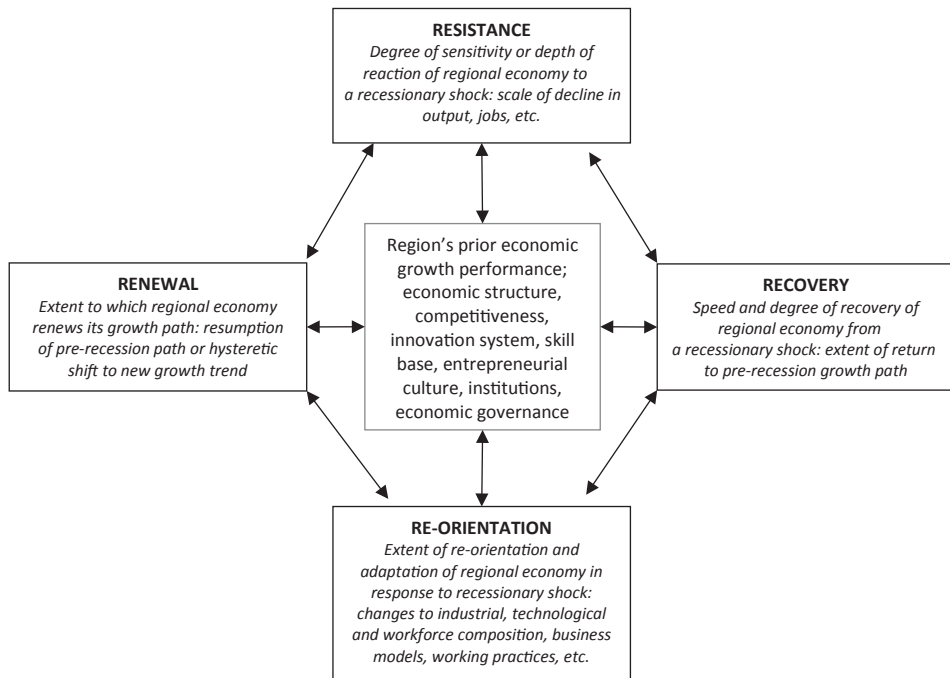 RESISTANCE
Degree of sensitivity or depth of
reaction of regional economy to
a recessionary shock: scale of decline in
output, jobs, etc.
RENEWAL
Extent to which regional economy
renews its growth path: resumption
of pre-recession path or hysteretic
shift to new growth trend
Region’s prior economic
growth performance;
economic structure,
competitiveness,
innovation system, skill
base, entrepreneurial
culture, institutions,
economic governance
RECOVERY
Speed and degree of recovery of
regional economy from
a recessionary shock: extent of return
to pre-recession growth path
RE-ORIENTATION
Extent of re-orientation and
adaptation of regional economy in
response to recessionary shock:
changes to industrial, technological
and workforce composition, business
models, working practices, etc.